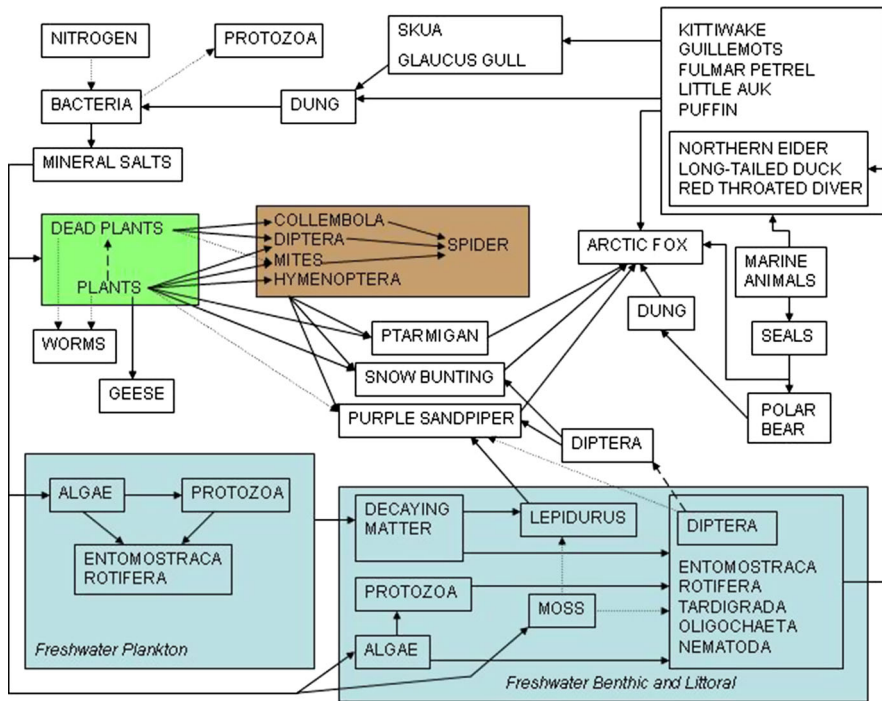 NITROGEN
PROTOZOA
SKUA
GLAUCUS GULL
KITTIWAKE
GUILLEMOTS
FULMAR PETREL
LITTLE AUK
PUFFIN
BACTERIA
DUNG
MINERAL SALTS
NORTHERN EIDER
LONG-TAILED DUCK
RED THROATED DIVER
DEAD PLANTS
PLANTS
COLLEMBOLA
DIPTERA
MITES
HYMENOPTERA
SPIDER
ARCTIC FOX
MARINE
ANIMALS
DUNG
SEALS
WORMS
PTARMIGAN
GEESE
SNOW BUNTING
PURPLE SANDPIPER
POLAR
BEAR
DIPTERA
ALGAE
PROTOZOA
ENTOMOSTRACA
ROTIFERA
Freshwater Plankton
DECAYING
MATTER
LEPIDURUS
DIPTERA
ENTOMOSTRACA
ROTIFERA
TARDIGRADA
OLIGOCHAETA
NEMATODA
PROTOZOA
MOSS
ALGAE
Freshwater Benthic and Littoral